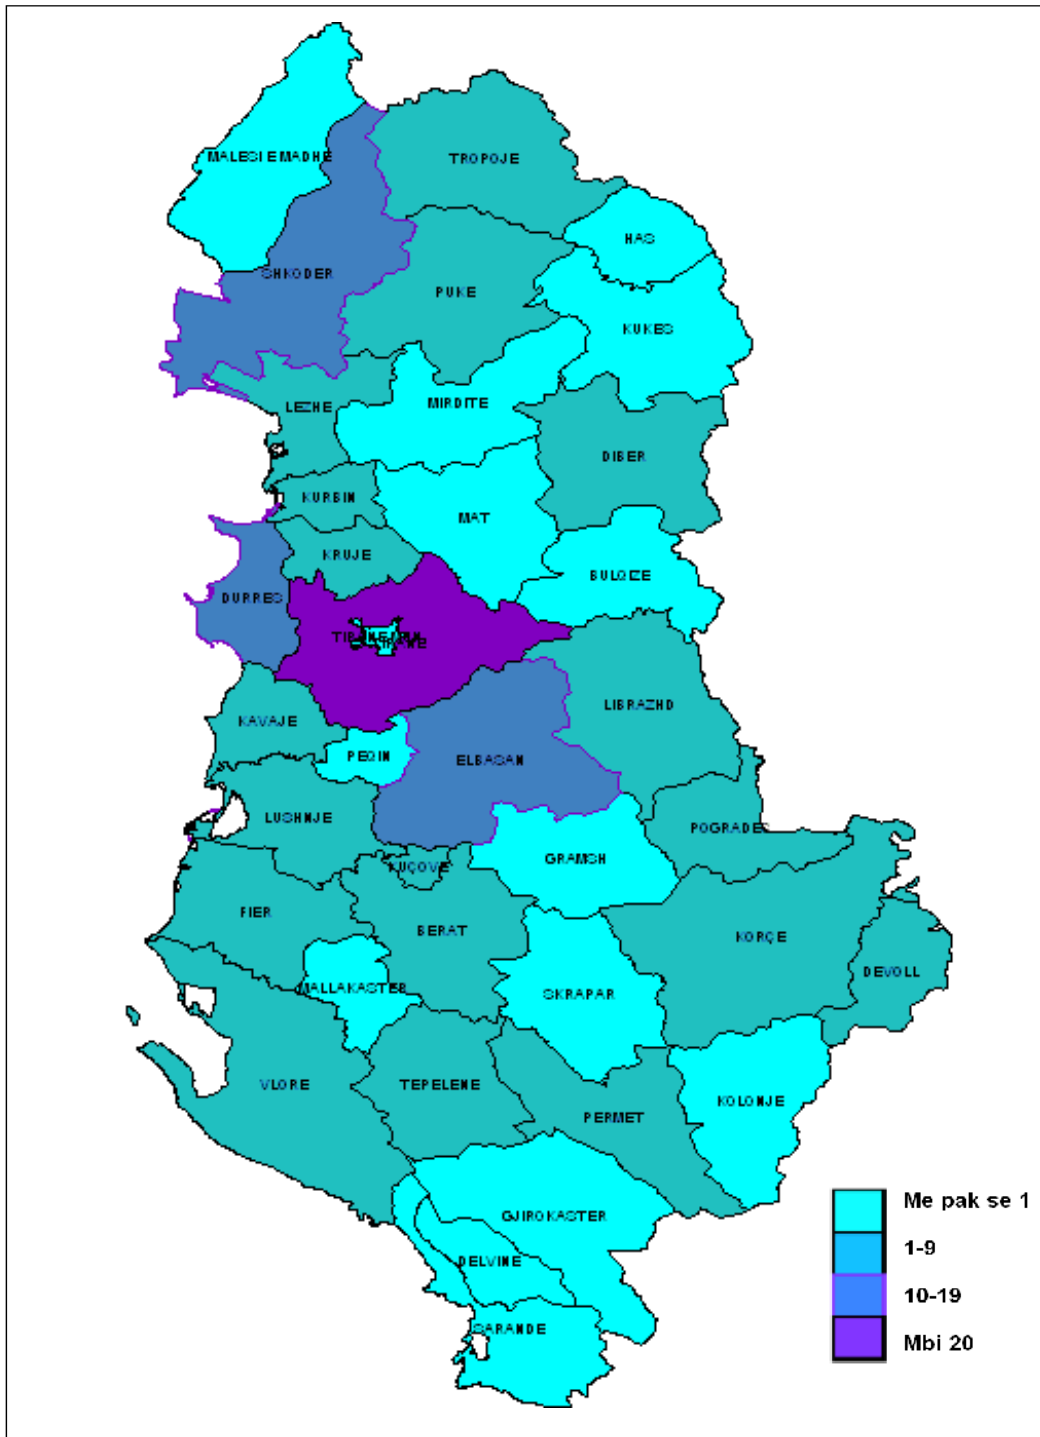 MALESI E MADHE
TROPOJE
HAS
SHKODER
PUKE
KUKES
LEZHE
MIRDITE
DIBER
KURBIN
MAT
KRUJE
BULQIZE
DURRES
LIBRAZHD
KAVAJE
PEQIN
ELBASAN
LUSHNJE
POGRADEC
KUÇOVE
GRAMSH
FIER
BERAT
KORÇE
DEVOLL
MALLAKASTER
SKRAPAR
VLORE
TEPELENE
PERMET
KOLONJE
GJIROKASTER
DELVINE
SARANDE
Me pak se 1
1-9
10-19
Mbi 20